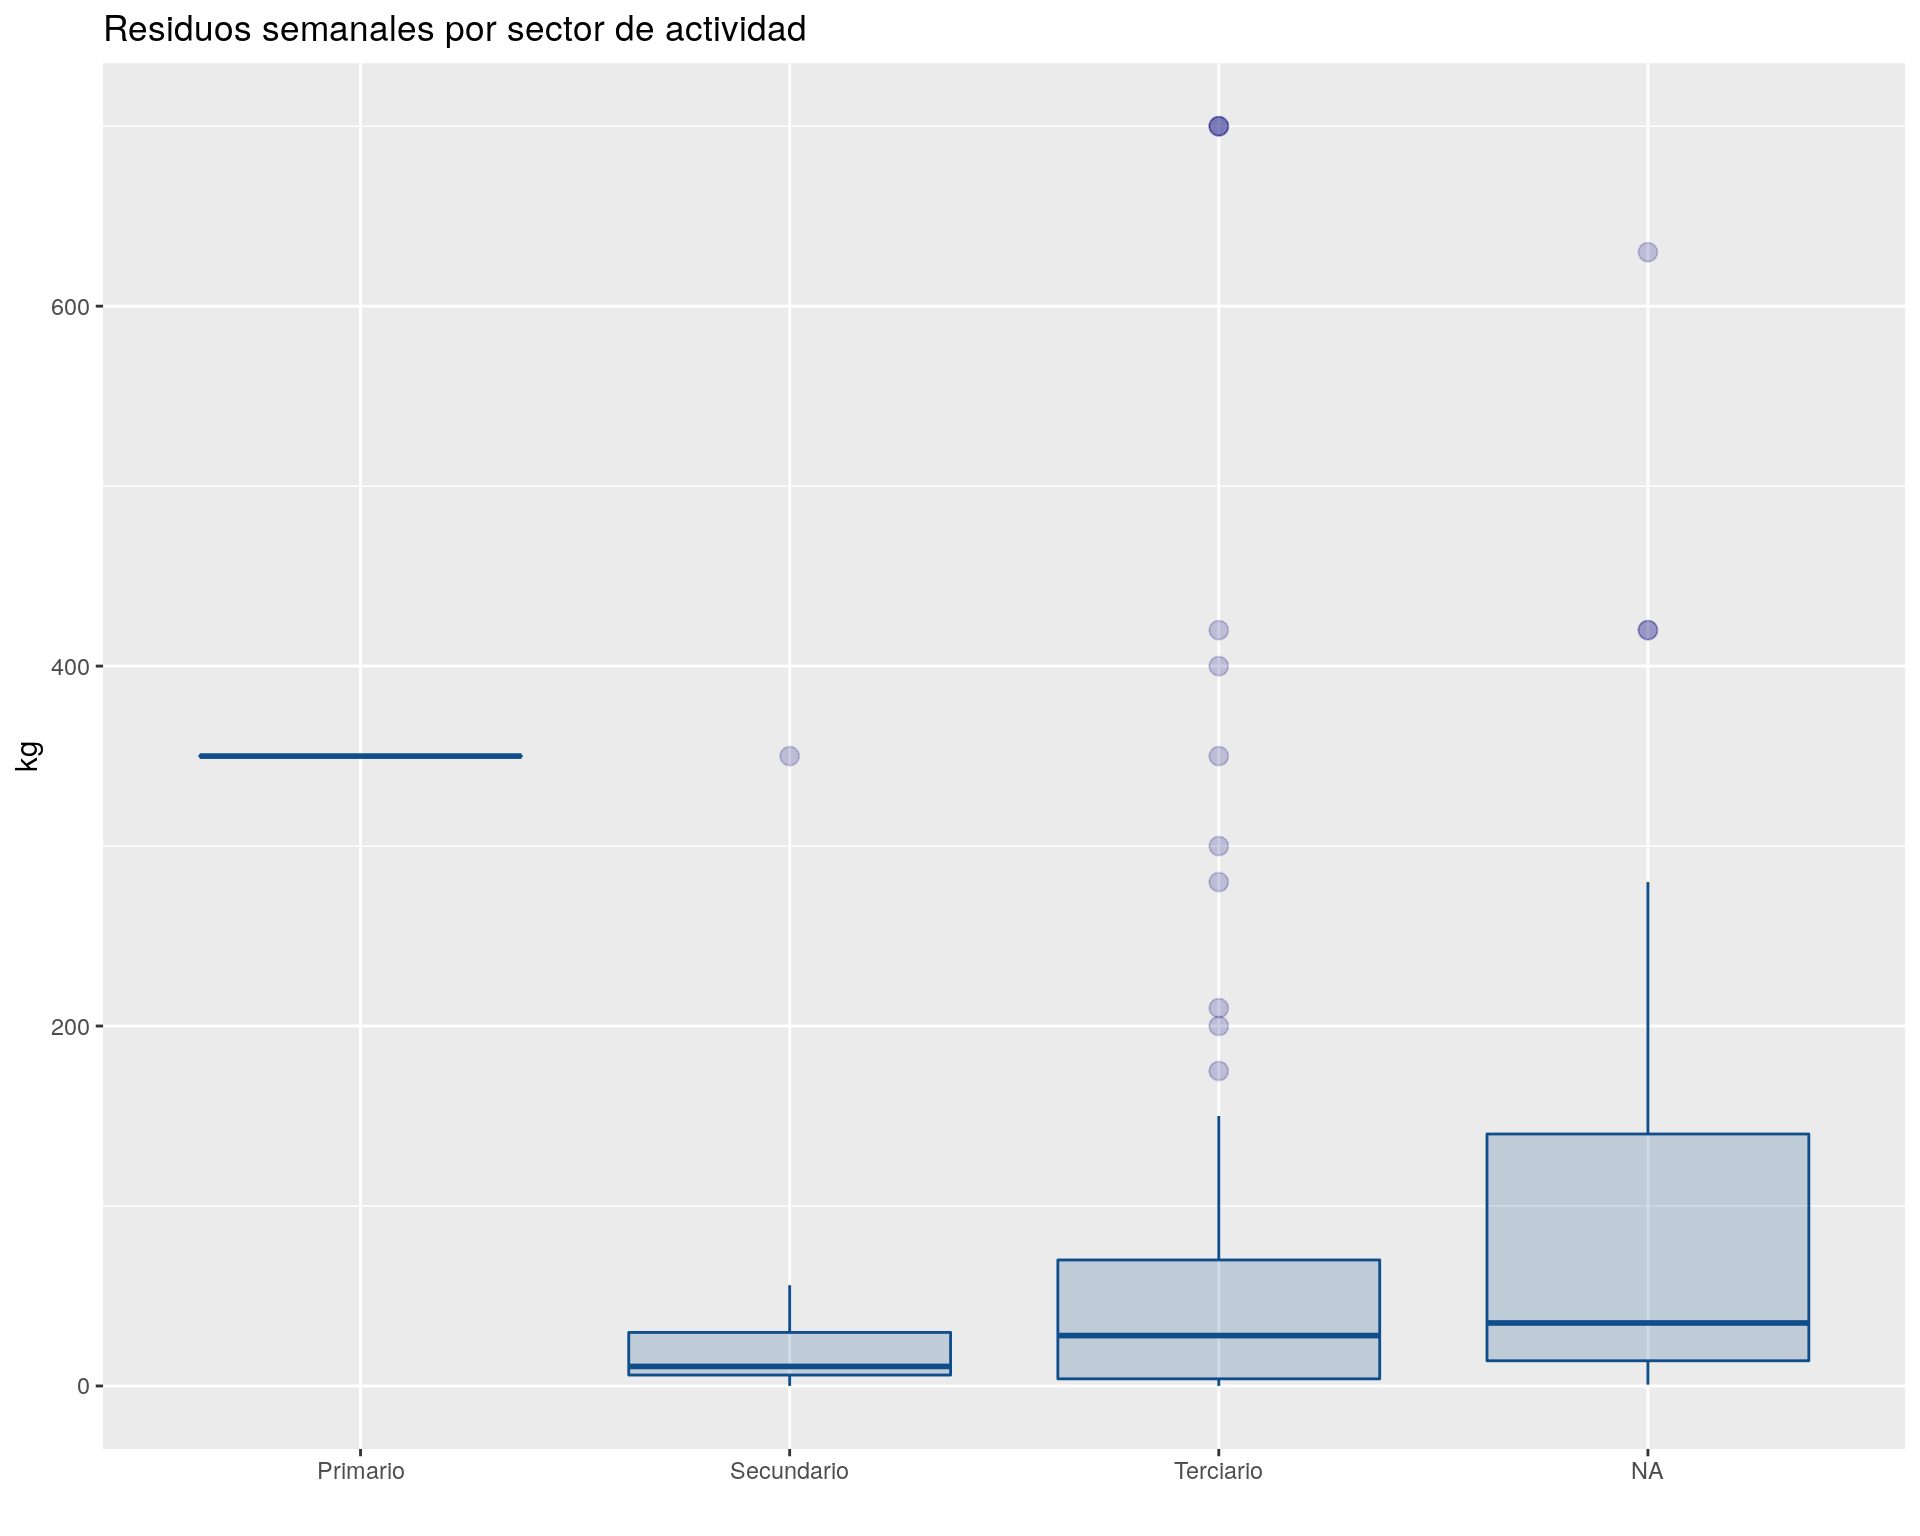 Residuos semanales por sector de actividad
600
400
200
0
kg
Primario
Secundario
Terciario
NA